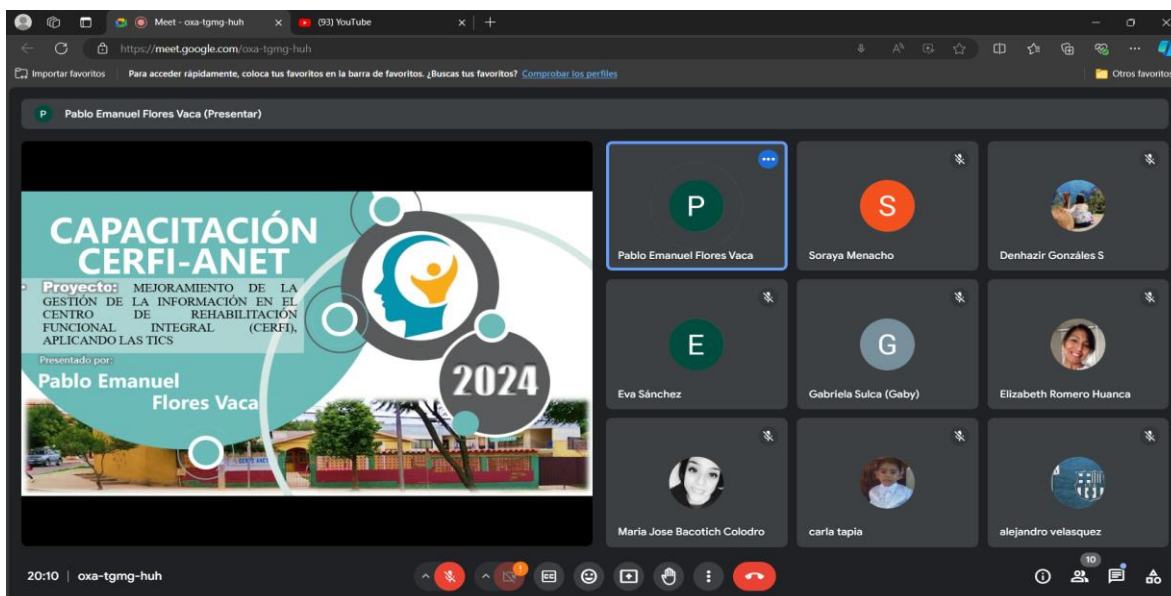 Meet - oxa-tgmg-huh
(93) YouTube
https://meet.google.com/oxa-tgmg-huh
Importar favoritos
Para acceder rápidamente, coloca tus favoritos en la barra de favoritos. ¿Buscas tus favoritos? Comprobar los perfiles
Otros favoritos
P Pablo Emanuel Flores Vaca (Presentar)
CAPACITACIÓN
CERFI-ANET
Proyecto: MEJORAMIENTO DE LA
GESTIÓN DE LA INFORMACIÓN EN EL
CENTRO DE REHABILITACIÓN
FUNCIONAL INTEGRAL (CERFI),
APLICANDO LAS TICS
Presentado por:
Pablo Emanuel
Flores Vaca
2024
CERFI ANET
P
Pablo Emanuel Flores Vaca
S
Soraya Menacho
Denhazir Gonzáles S
E
Eva Sánchez
G
Gabriela Sulca (Gaby)
Elizabeth Romero Huanca
Maria Jose Bacotich Colodro
carla tapia
alejandro velasquez
20:10 | oxa-tgmg-huh
CC
10